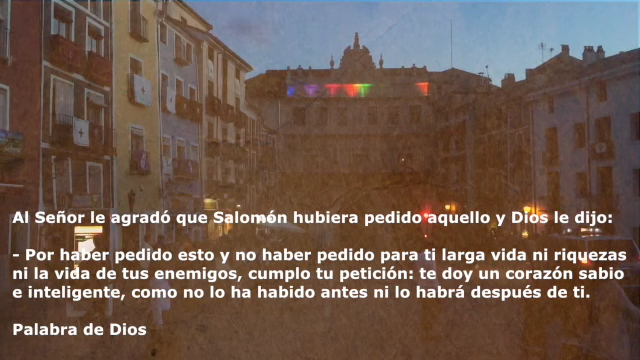 Al Señor le agradó que Salomón hubiera pedido aquello y Dios le dijo:
- Por haber pedido esto y no haber pedido para ti larga vida ni riquezas
ni la vida de tus enemigos, cumplo tu petición: te doy un corazón sabio
e inteligente, como no lo ha habido antes ni lo habrá después de ti.
Palabra de Dios